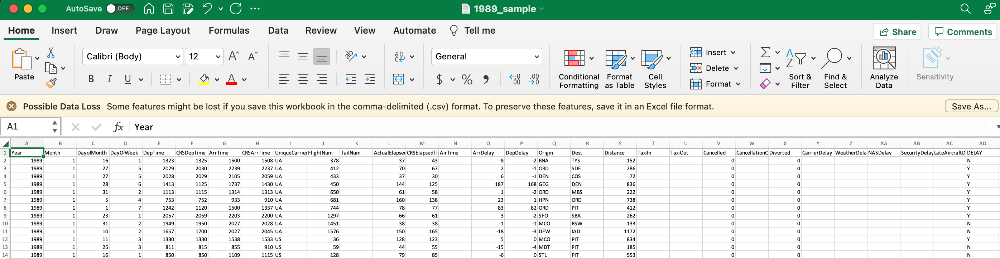 AutoSave OFF 1989_sample
Home Insert Draw Page Layout Formulas Data Review View Automate Tell me Share Comments
Paste Calibri (Body) 12 General Conditional Formatting Format as Table Cell Styles Insert Delete Format Sort & Filter Find & Select Analyze Data Sensitivity
Possible Data Loss Some features might be lost if you save this workbook in the comma-delimited (.csv) format. To preserve these features, save it in an Excel file format. Save As...
A1 fx Year
A B C D E F G H I J K L M N O P Q R S T U V W X Y Z AA AB AC AD
1 Year Month DayofMonth DayOfWeek DepTime CRSDepTime ArrTime CRSArrTime UniqueCarrie FlightNum TailNum ActualElapsed CRSElapsedTi AirTime ArrDelay DepDelay Origin Dest Distance TaxiIn TaxiOut Cancelled CancellationC Diverted CarrierDelay WeatherDela NASDelay SecurityDelay LateAircraftD DELAY
2 1989 1 16 1 1323 1325 1500 1508 UA 378 37 43 -8 -2 BNA TYS 152 0 0 N
3 1989 1 27 5 2029 2030 2239 2237 UA 412 70 67 2 -1 ORD SDF 286 0 0 Y
4 1989 1 27 5 2028 2029 2105 2059 UA 433 37 30 6 -1 DEN COS 72 0 0 Y
5 1989 1 28 6 1413 1125 1737 1430 UA 450 144 125 187 168 GEG DEN 836 0 0 Y
6 1989 1 31 2 1113 1115 1314 1313 UA 650 61 58 1 -2 ORD MBS 222 0 0 Y
7 1989 1 5 4 753 752 933 910 UA 681 160 138 23 1 HPN ORD 738 0 0 Y
8 1989 1 1 7 1242 1120 1500 1337 UA 744 78 77 83 82 ORD PIT 412 0 0 Y
9 1989 1 23 1 2057 2059 2203 2200 UA 1297 66 61 3 -2 SFO SBA 262 0 0 Y
10 1989 1 31 2 1949 1950 2027 2028 UA 1451 38 38 -1 -1 MCO RSW 133 0 0 N
11 1989 1 10 2 1657 1700 2027 2045 UA 1576 150 165 -18 -3 DFW IAD 1172 0 0 N
12 1989 1 11 3 1330 1330 1538 1533 US 36 128 123 5 0 MCO PIT 834 0 0 Y
13 1989 1 25 3 811 815 855 910 US 59 44 55 -15 -4 MDT PIT 185 0 0 N
14 1989 1 16 1 850 850 1109 1115 US 128 79 85 -6 0 STL PIT 553 0 0 N